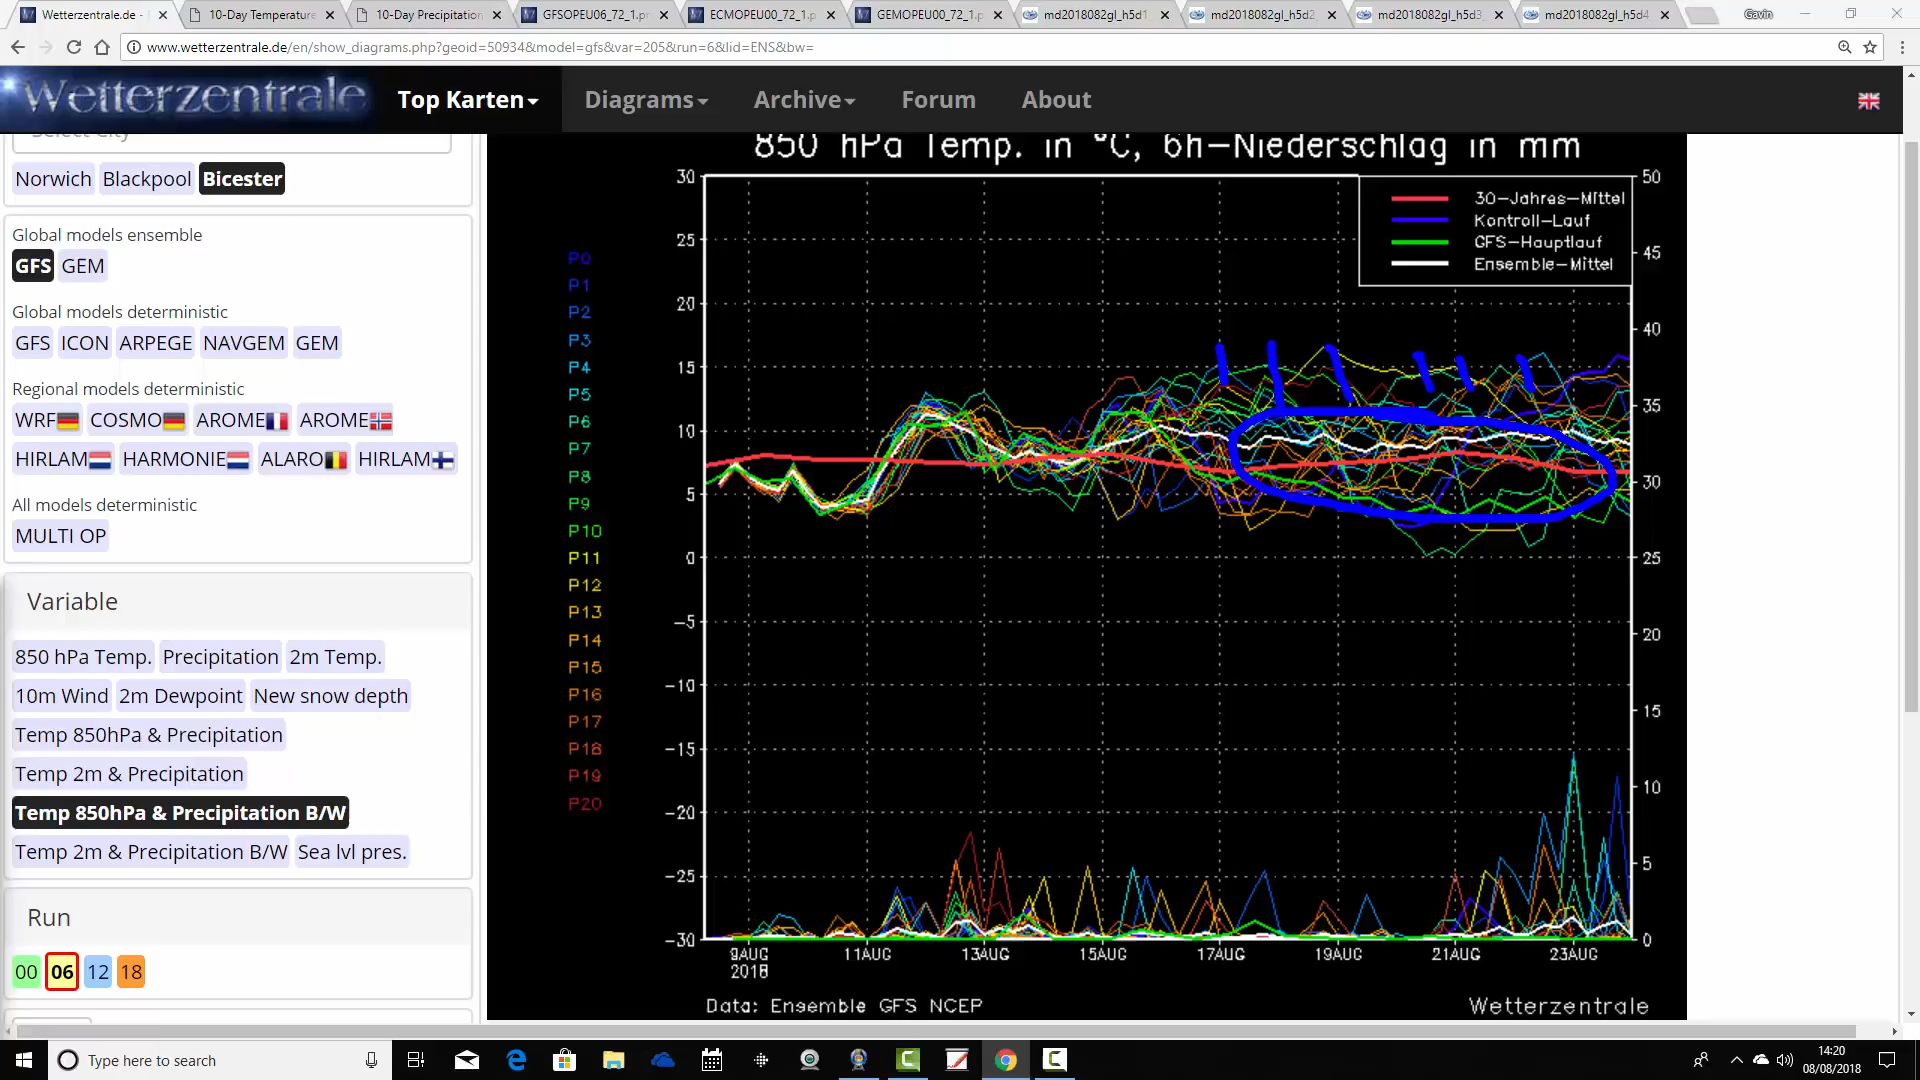 Wetterzentrale.de -
10-Day Temperature
10-Day Precipitation
GFSOPEU06_72_1.p
ECMOPEU00_72_1.p
GEMOPEU00_72_1.p
md2018082gl_h5d1
md2018082gl_h5d2
md2018082gl_h5d3
md2018082gl_h5d4
Gavin
www.wetterzentrale.de/en/show_diagrams.php?geoid=50934&model=gfs&var=205&run=6&lid=ENS&bw=
Wetterzentrale
Top Karten
Diagrams
Archive
Forum
About
Select City
Norwich Blackpool Bicester
Global models ensemble
GFS GEM
Global models deterministic
GFS ICON ARPEGE NAVGEM GEM
Regional models deterministic
WRF COSMO AROME AROME
HIRLAM HARMONIE ALARO HIRLAM
All models deterministic
MULTI OP
Variable
850 hPa Temp. Precipitation 2m Temp.
10m Wind 2m Dewpoint New snow depth
Temp 850hPa & Precipitation
Temp 2m & Precipitation
Temp 850hPa & Precipitation B/W
Temp 2m & Precipitation B/W Sea lvl pres.
Run
00 06 12 18
850 hPa Temp. in °C, 6h-Niederschlag in mm
30-Jahres-Mittel
Kontroll-Lauf
GFS-Hauptlauf
Ensemble-Mittel
P0
P1
P2
P3
P4
P5
P6
P7
P8
P9
P10
P11
P12
P13
P14
P15
P16
P17
P18
P19
P20
30
25
20
15
10
5
0
-5
-10
-15
-20
-25
-30
50
45
40
35
30
25
20
15
10
5
0
9AUG 11AUG 13AUG 15AUG 17AUG 19AUG 21AUG 23AUG
2018
Data: Ensemble GFS NCEP
Wetterzentrale
Type here to search
14:20
08/08/2018